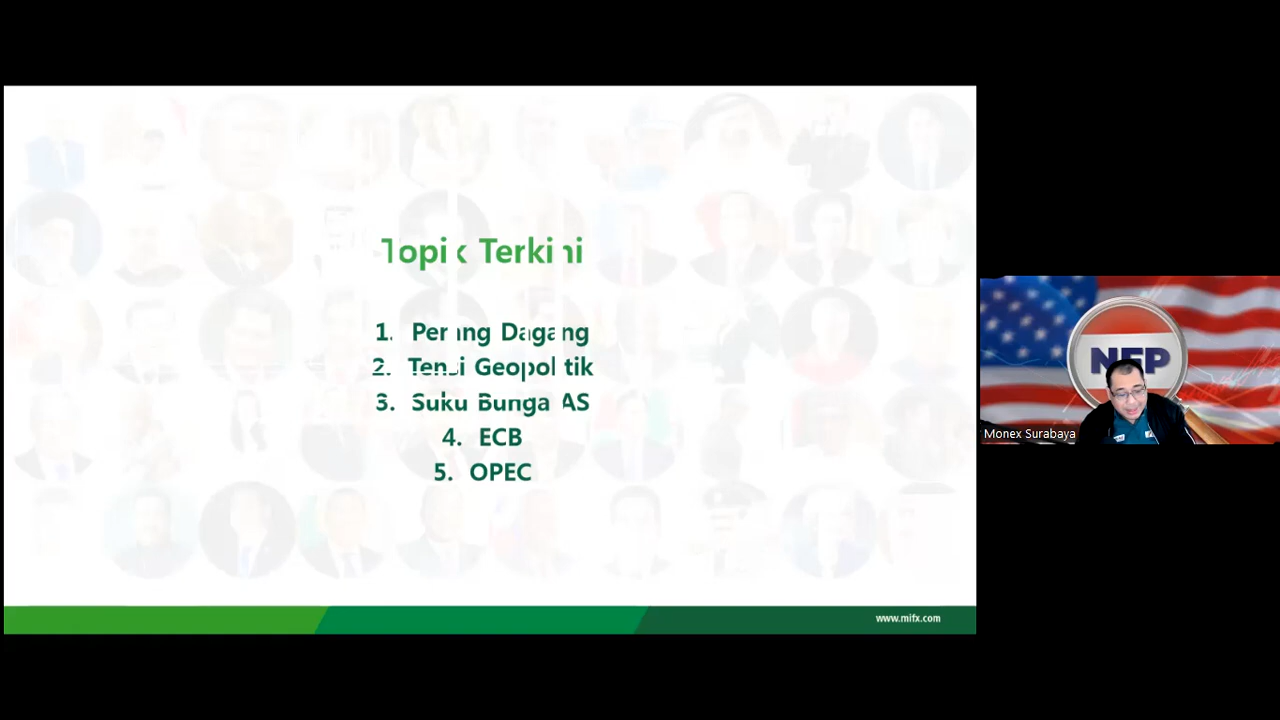 Topik Terkini
1. Perang Dagang
2. Tensi Geopolitik
3. Suku Bunga AS
4. ECB
5. OPEC
www.mifx.com
NFP
Monex Surabaya